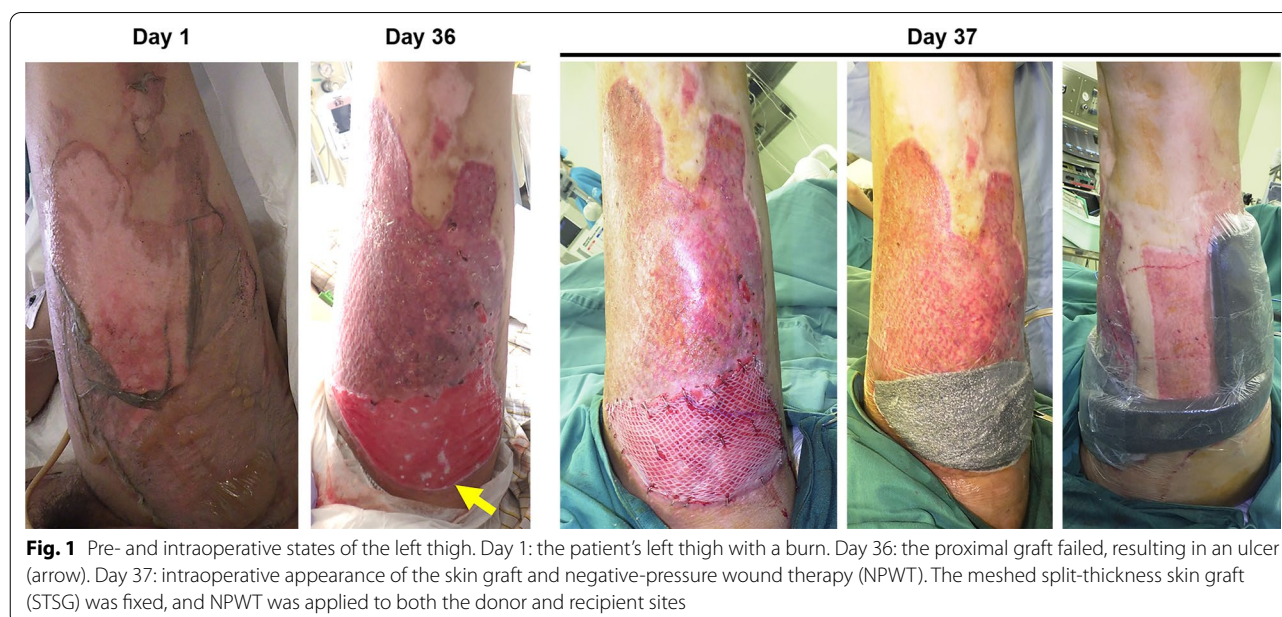 Day 1
Day 36
Day 37
Fig. 1 Pre- and intraoperative states of the left thigh. Day 1: the patient's left thigh with a burn. Day 36: the proximal graft failed, resulting in an ulcer
(arrow). Day 37: intraoperative appearance of the skin graft and negative-pressure wound therapy (NPWT). The meshed split-thickness skin graft
(STSG) was fixed, and NPWT was applied to both the donor and recipient sites